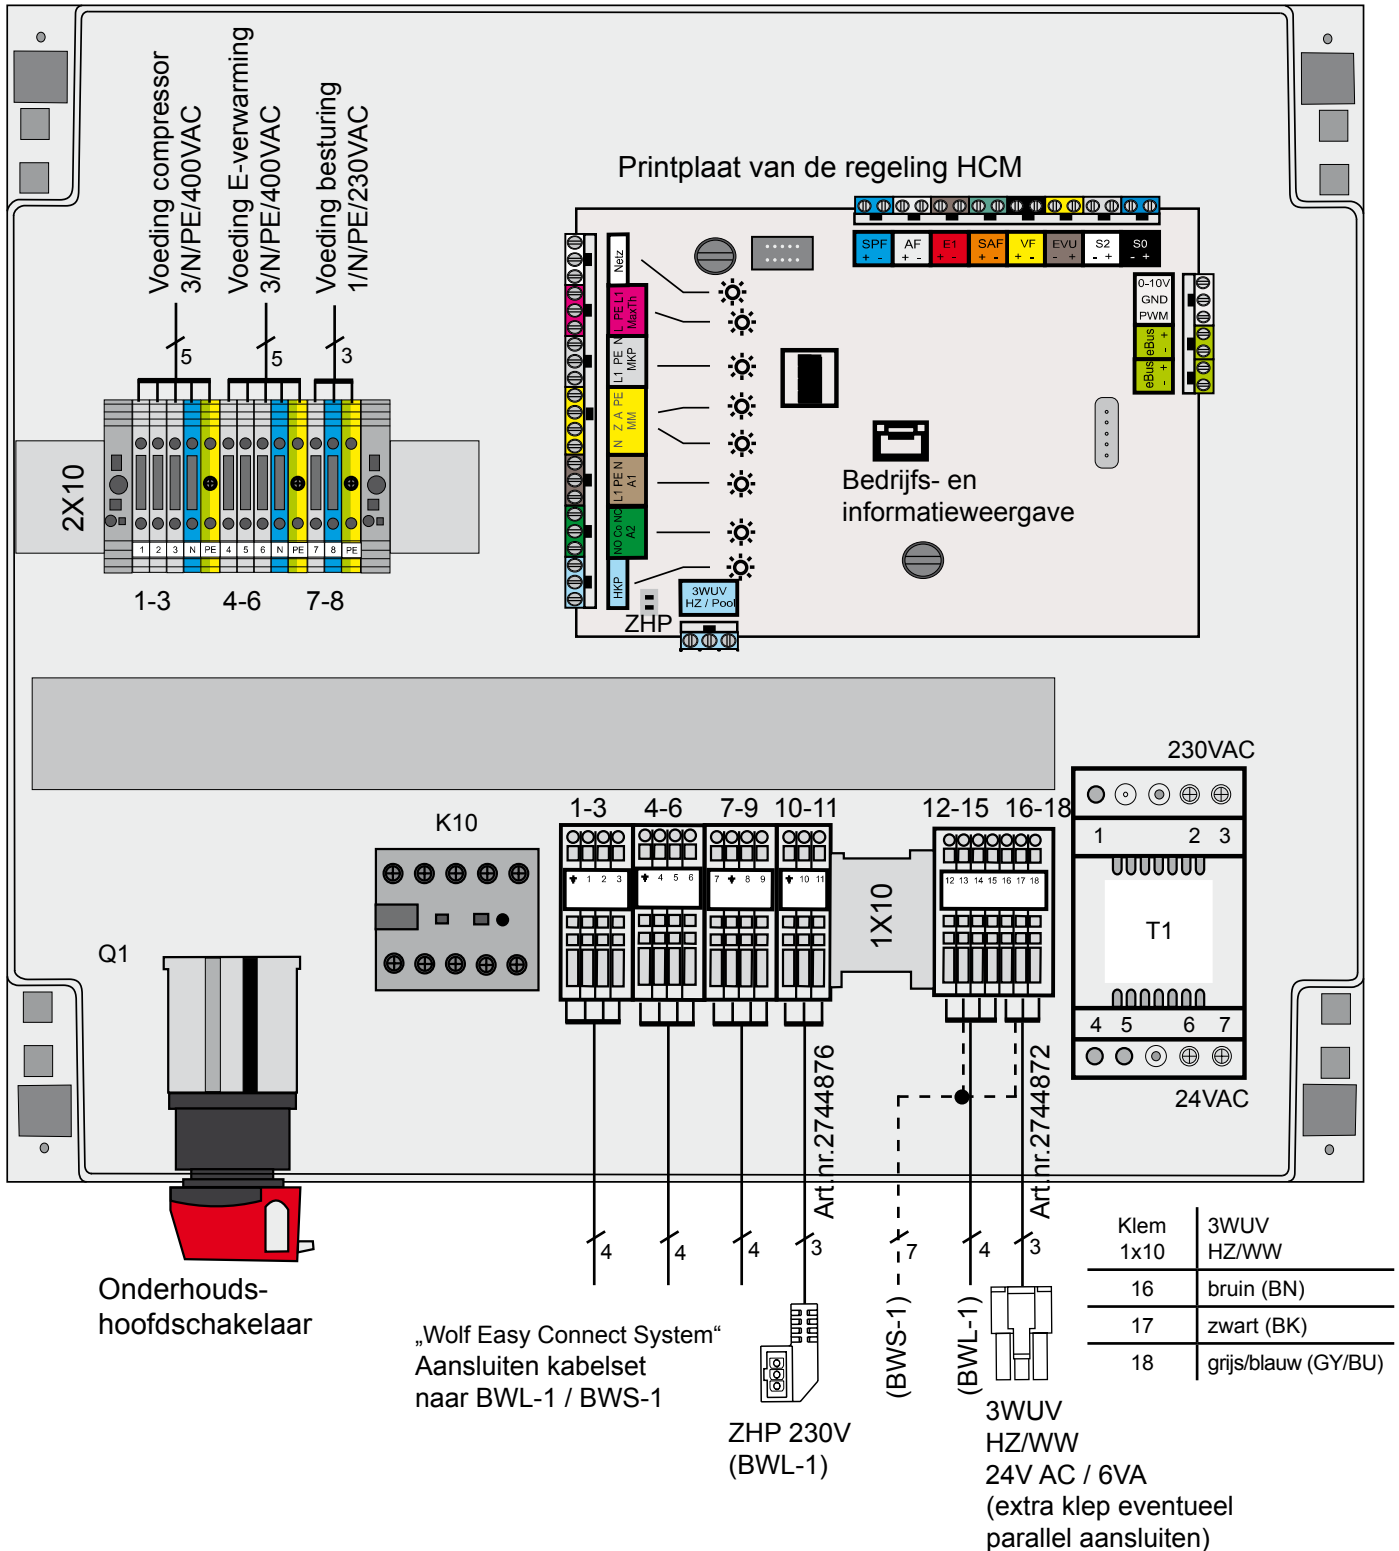 Voeding compressor
3/N/PE/400VAC
Voeding E-verwarming
3/N/PE/400VAC
Voeding besturing
1/N/PE/230VAC
5
5
3
2X10
1 2 3 N PE 4 5 6 N PE 7 8 PE
1-3 4-6 7-8
Printplaat van de regeling HCM
SPF AF E1 SAF VF EVU S2 S0
+ - + - + - + - + - - + - + - +
Netz
L PE L1
MaxTh
L1 PE N
MKP
N Z A PE
MM
L1 PE N
A1
NO Co NC
A2
HKP
0-10V
GND
PWM
eBus
- +
eBus
- +
Bedrijfs- en
informatieweergave
3WUV
HZ / Pool
ZHP
K10
1-3 4-6 7-9 10-11 12-15 16-18
1 2 3
4 5 6
7 8 9
10 11
1X10
12 13 14 15 16 17 18
230VAC
1 2 3
T1
4 5 6 7
24VAC
Q1
Onderhouds-
hoofdschakelaar
Art.nr.2744876
Art.nr.2744872
4 4 4 3 7 4 3
„Wolf Easy Connect System“
Aansluiten kabelset
naar BWL-1 / BWS-1
ZHP 230V
(BWL-1)
(BWS-1)
(BWL-1)
3WUV
HZ/WW
24V AC / 6VA
(extra klep eventueel
parallel aansluiten)
Klem 3WUV
1x10 HZ/WW
16 bruin (BN)
17 zwart (BK)
18 grijs/blauw (GY/BU)